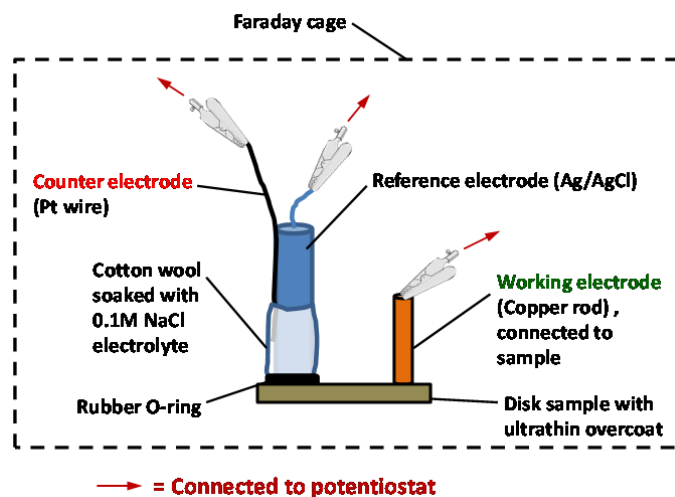 Faraday cage
Counter electrode
(Pt wire)
Reference electrode (Ag/AgCl)
Cotton wool
soaked with
0.1M NaCl
electrolyte
Working electrode
(Copper rod) ,
connected to
sample
Rubber O-ring
Disk sample with
ultrathin overcoat
= Connected to potentiostat